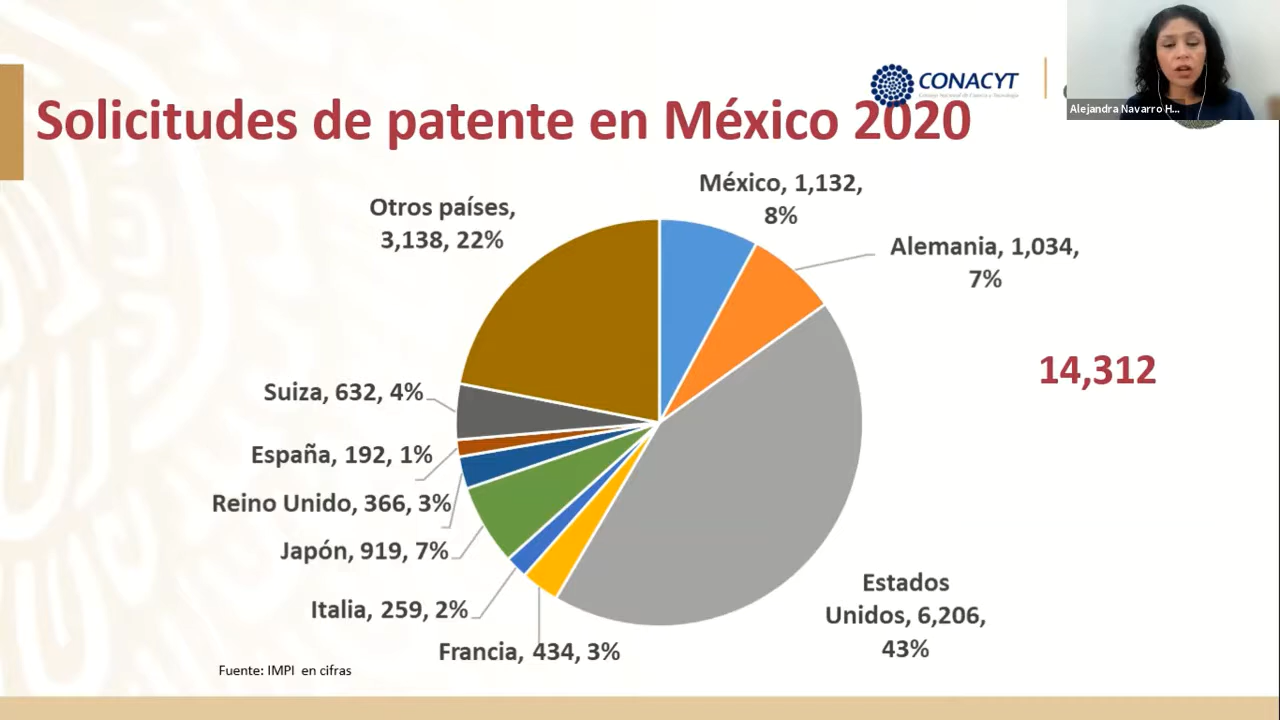 CONACYT
Alejandra Navarro H...
Solicitudes de patente en México 2020
México, 1,132,
8%
Otros países,
3,138, 22%
Alemania, 1,034,
7%
14,312
Suiza, 632, 4%
España, 192, 1%
Reino Unido, 366, 3%
Japón, 919, 7%
Italia, 259, 2%
Francia, 434, 3%
Estados
Unidos, 6,206,
43%
Fuente: IMPI en cifras